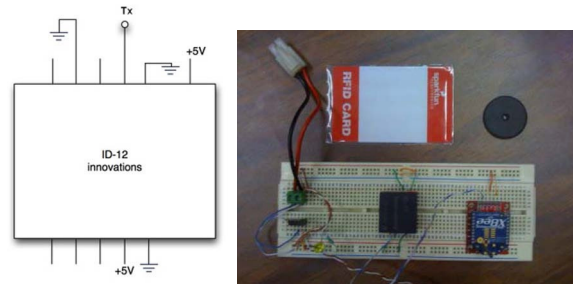 Tx
+5V
ID-12
innovations
+5V
RFID CARD
sparkfun
XBee